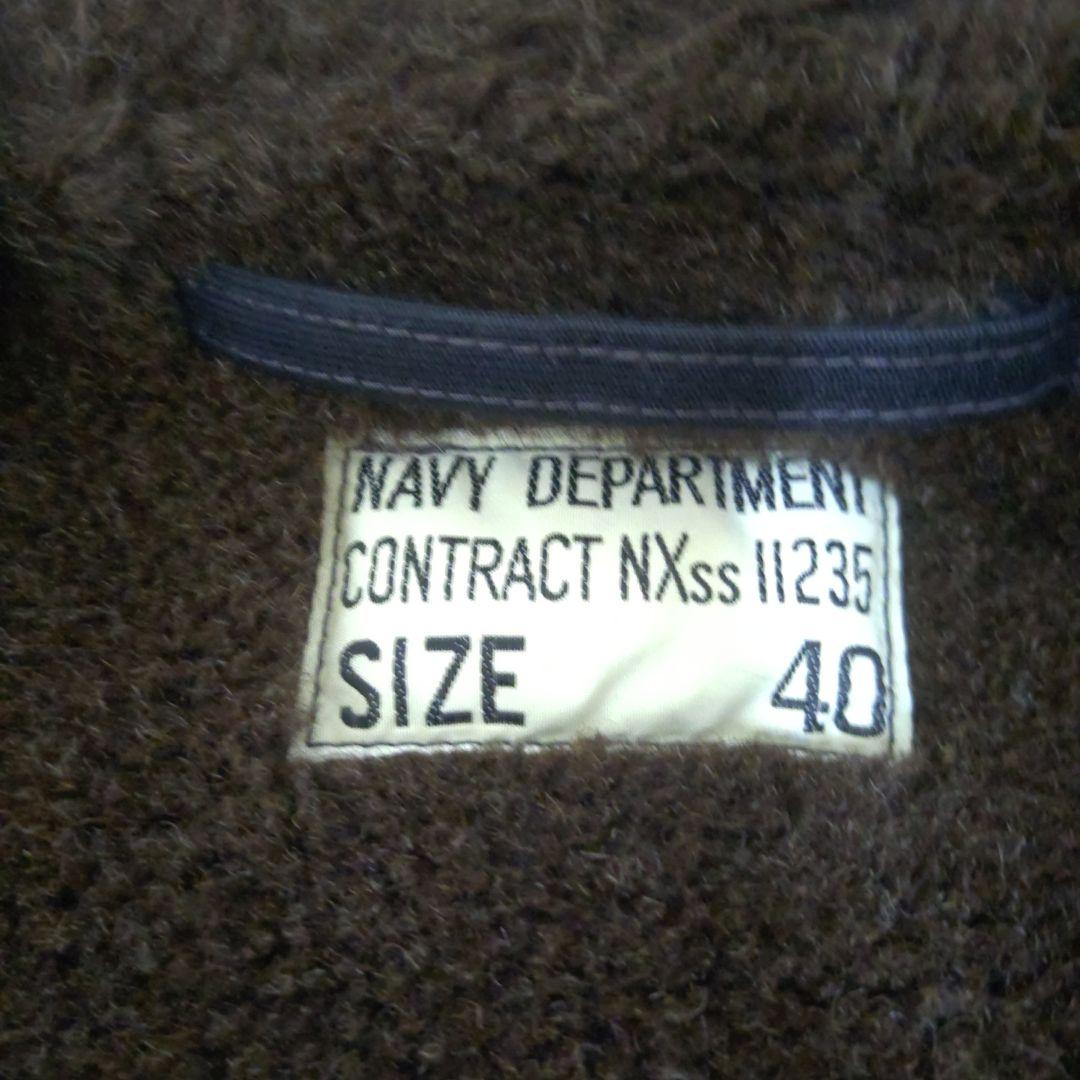 NAVY DEPARTMENT
CONTRACT NXss 11235
SIZE 40